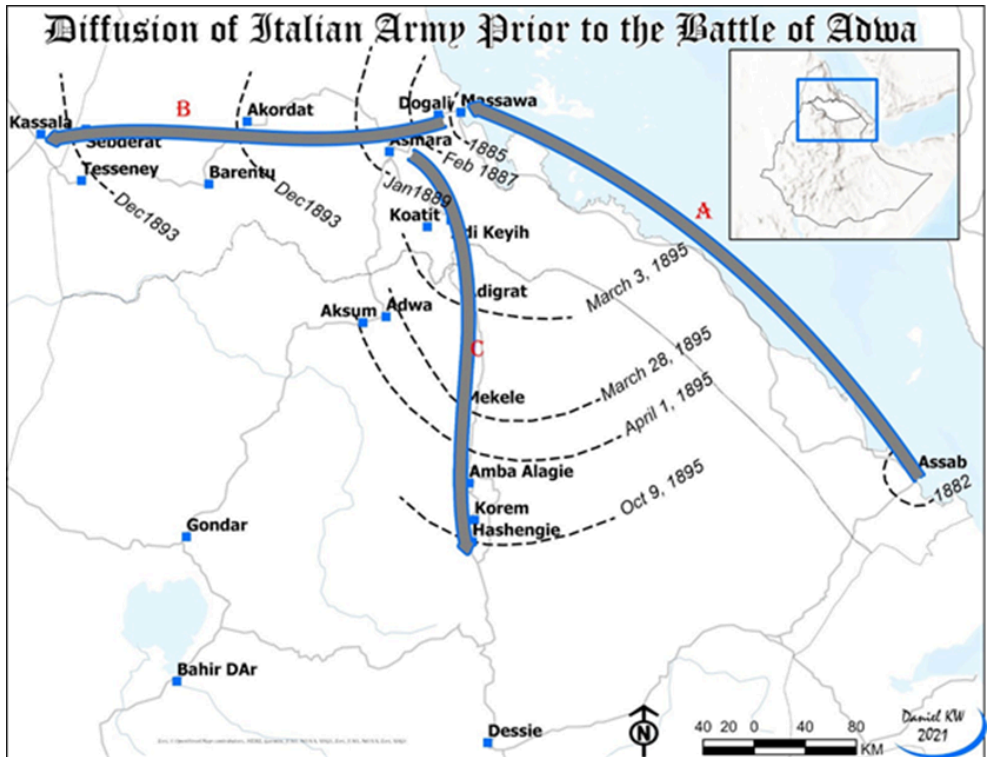 Diffusion of Italian Army Prior to the Battle of Adwa
B
Akordat
Dogali
Massawa
Kassala
Sebderat
Asmara
1885
Feb 1887
Tesseney
Barentu
Jan1889
Dec1893
Dec1893
A
Koatit
di Keyih
March 3, 1895
digrat
Aksum
Adwa
C
March 28, 1895
Mekele
April 1, 1895
Amba Alagie
Assab
1882
Oct 9, 1895
Korem
Hashengie
Gondar
Bahir DAr
Dessie
N
40 20 0 40 80
KM
Daniel KW
2021